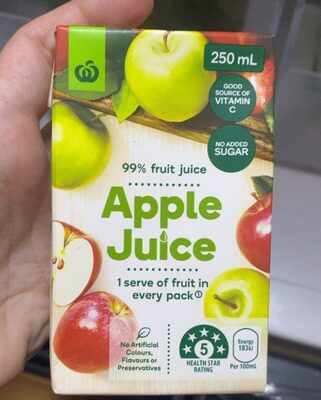 250 mL
GOOD
SOURCE OF
VITAMIN
C
NO ADDED
SUGAR
99% fruit juice
Apple
Juice
1 serve of fruit in
every pack①
No Artificial
Colours,
Flavours or
Preservatives
5
HEALTH STAR
RATING
Energy
183kJ
Per 100mL